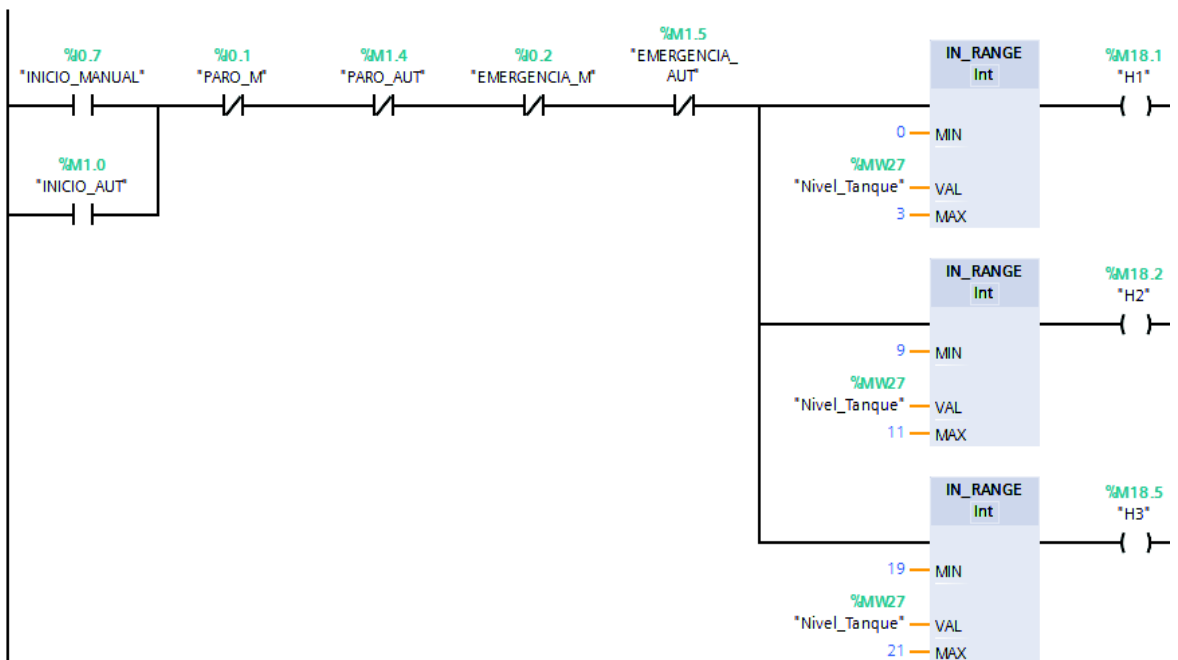 %I0.7
"INICIO_MANUAL"
%I0.1
"PARO_M"
%M1.4
"PARO_AUT"
%I0.2
"EMERGENCIA_M"
%M1.5
"EMERGENCIA_
AUT"
IN_RANGE
Int
%M18.1
"H1"
0
MIN
%MW27
"Nivel_Tanque"
VAL
3
MAX
%M1.0
"INICIO_AUT"
IN_RANGE
Int
%M18.2
"H2"
9
MIN
%MW27
"Nivel_Tanque"
VAL
11
MAX
IN_RANGE
Int
%M18.5
"H3"
19
MIN
%MW27
"Nivel_Tanque"
VAL
21
MAX